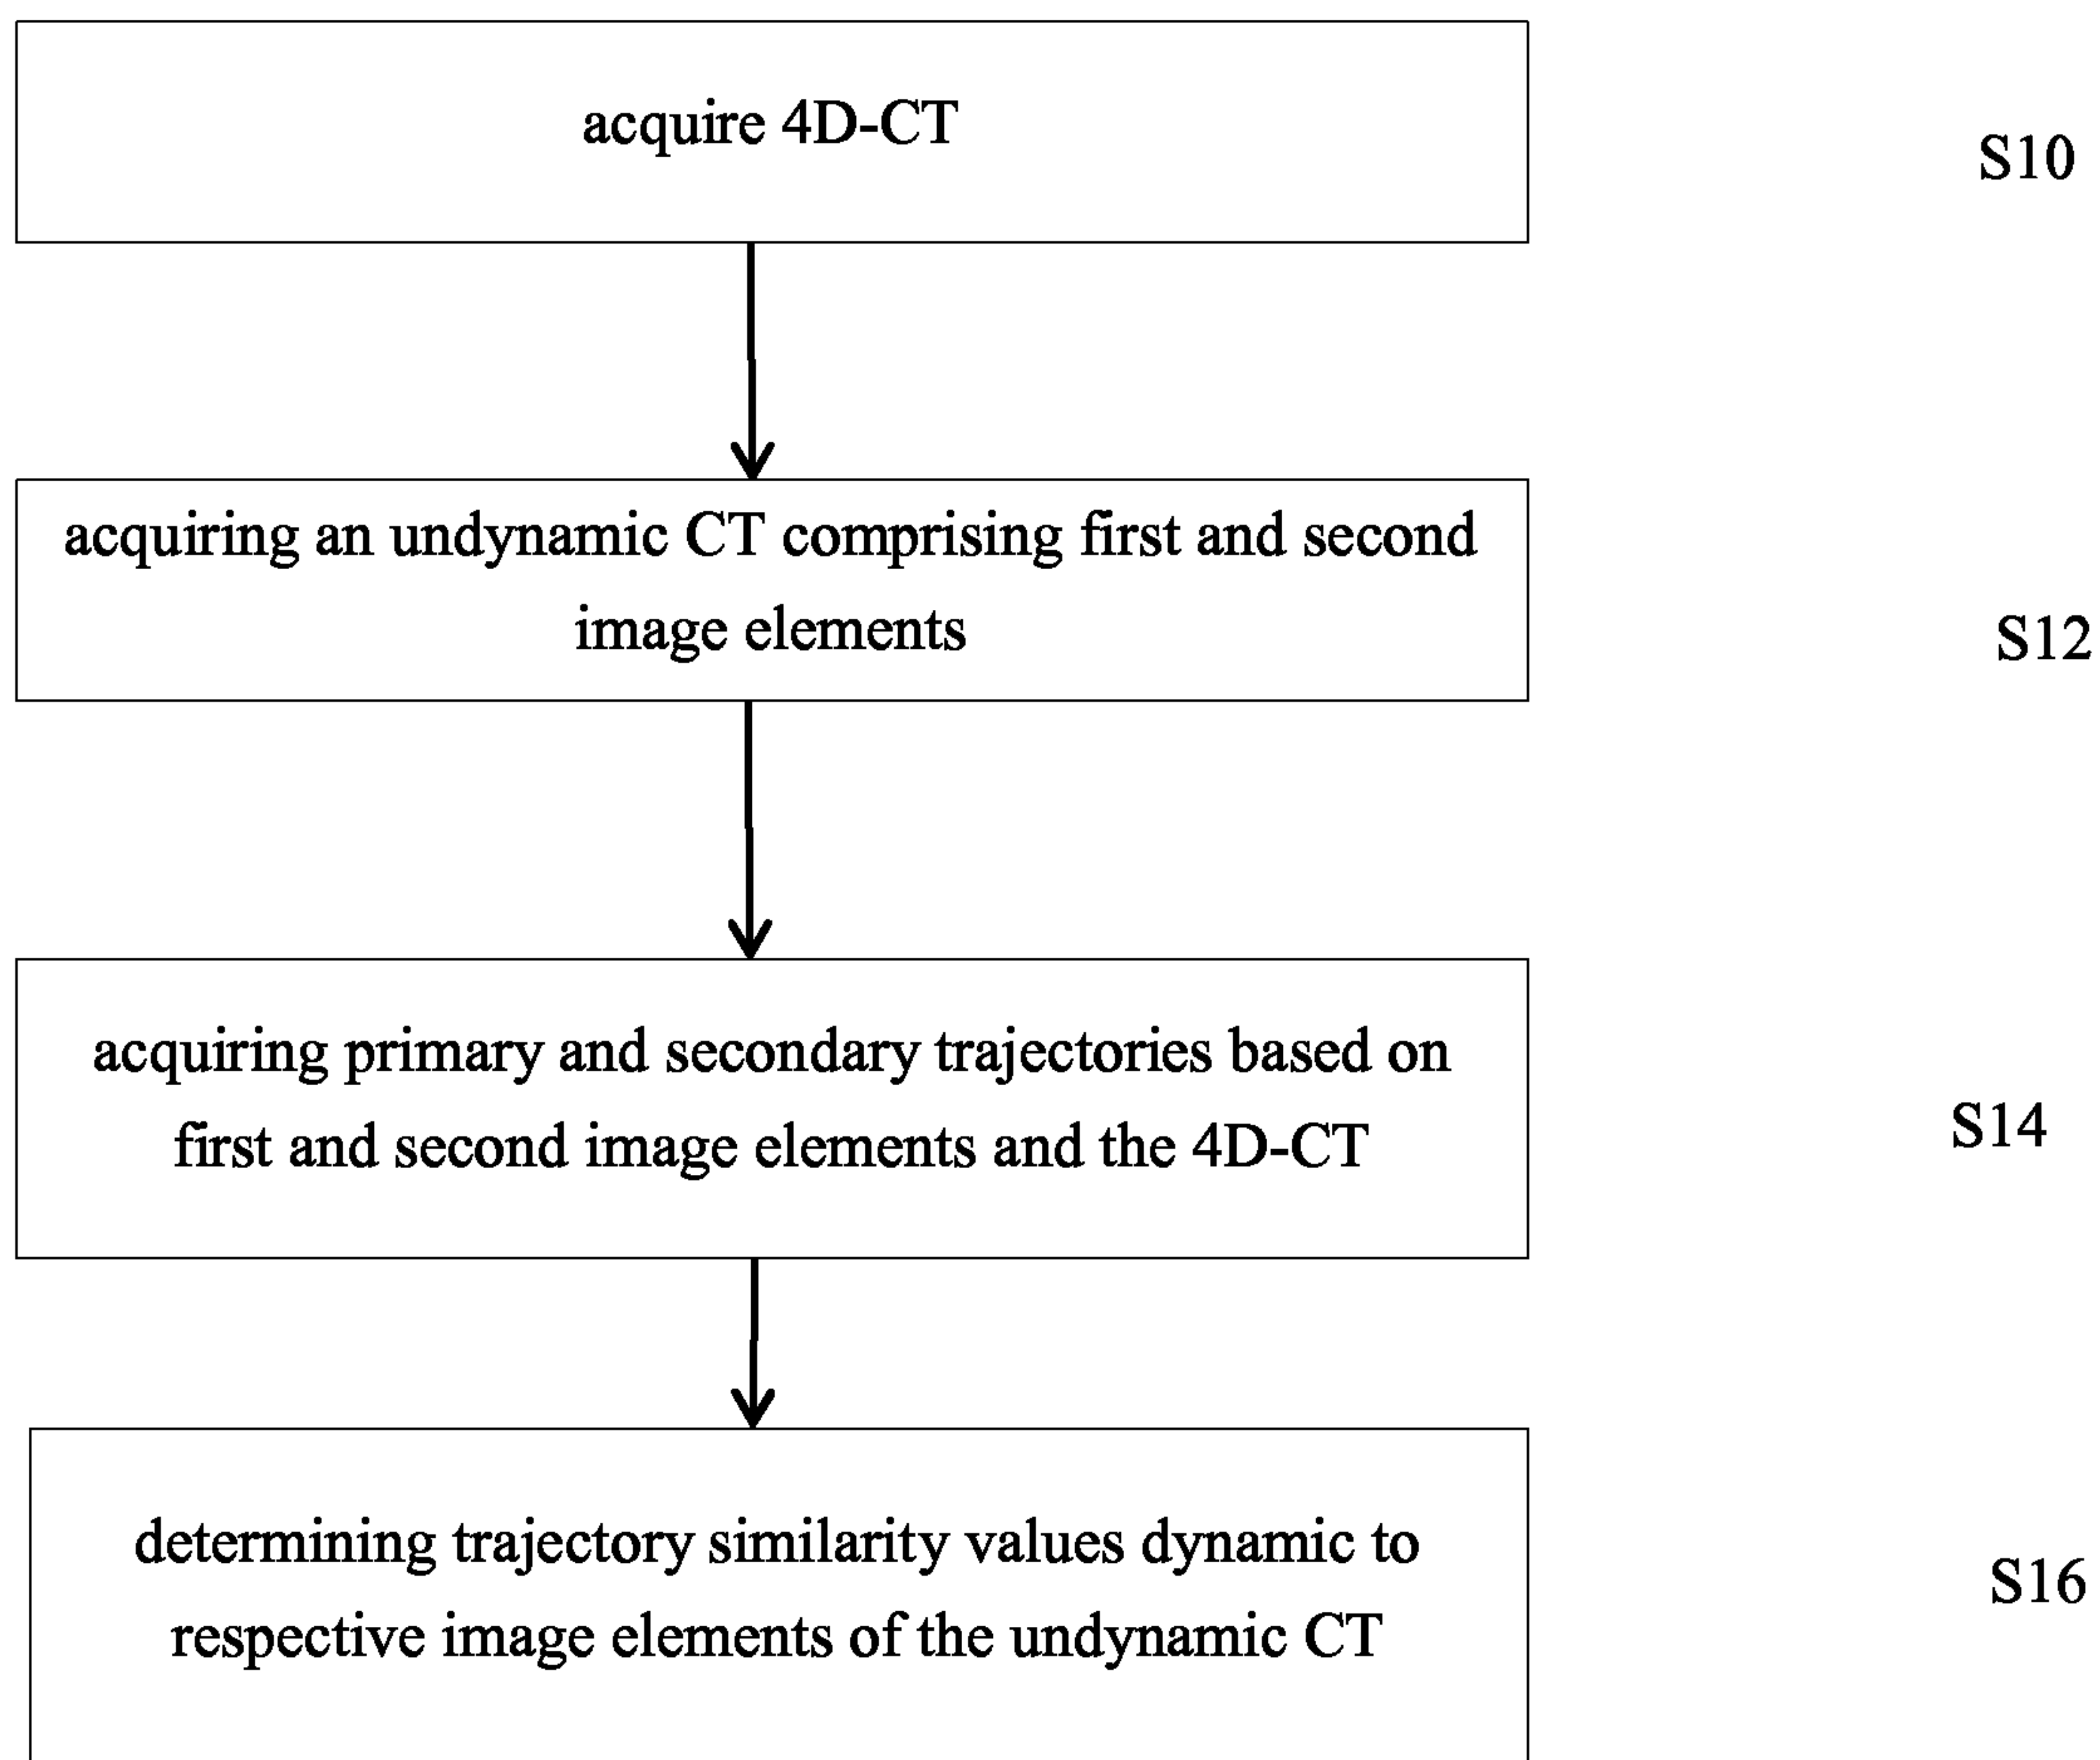 acquire 4D-CT
S10
acquiring an undynamic CT comprising first and second
image elements
S12
acquiring primary and secondary trajectories based on
first and second image elements and the 4D-CT
S14
determining trajectory similarity values dynamic to
respective image elements of the undynamic CT
S16